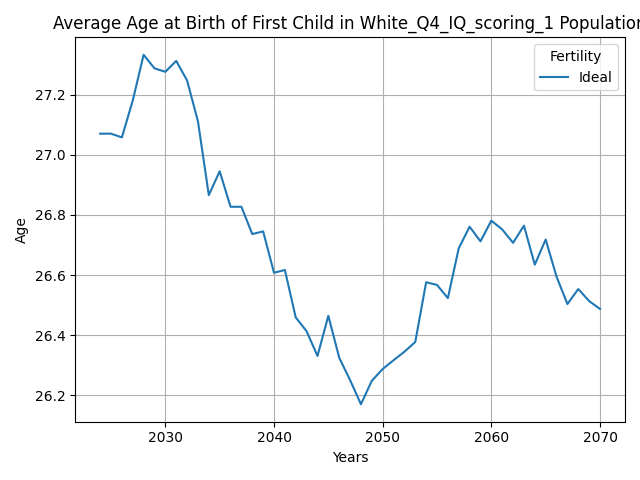 Average Age at Birth of First Child in White_Q4_IQ_scoring_1 Population
Fertility
Ideal
27.2
27.0
26.8
26.6
26.4
26.2
Age
2030 2040 2050 2060 2070
Years